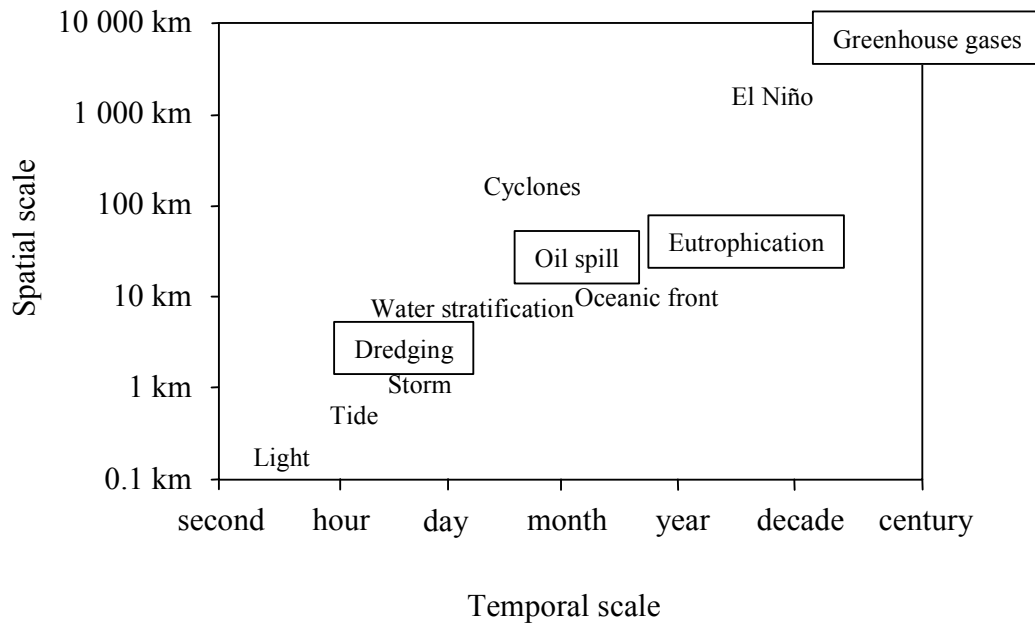 10 000 km
Greenhouse gases
El Niño
1 000 km
Cyclones
100 km
Eutrophication
Oil spill
Oceanic front
10 km
Water stratification
Dredging
Storm
1 km
Tide
Light
0.1 km
second hour day month year decade century
Spatial scale
Temporal scale